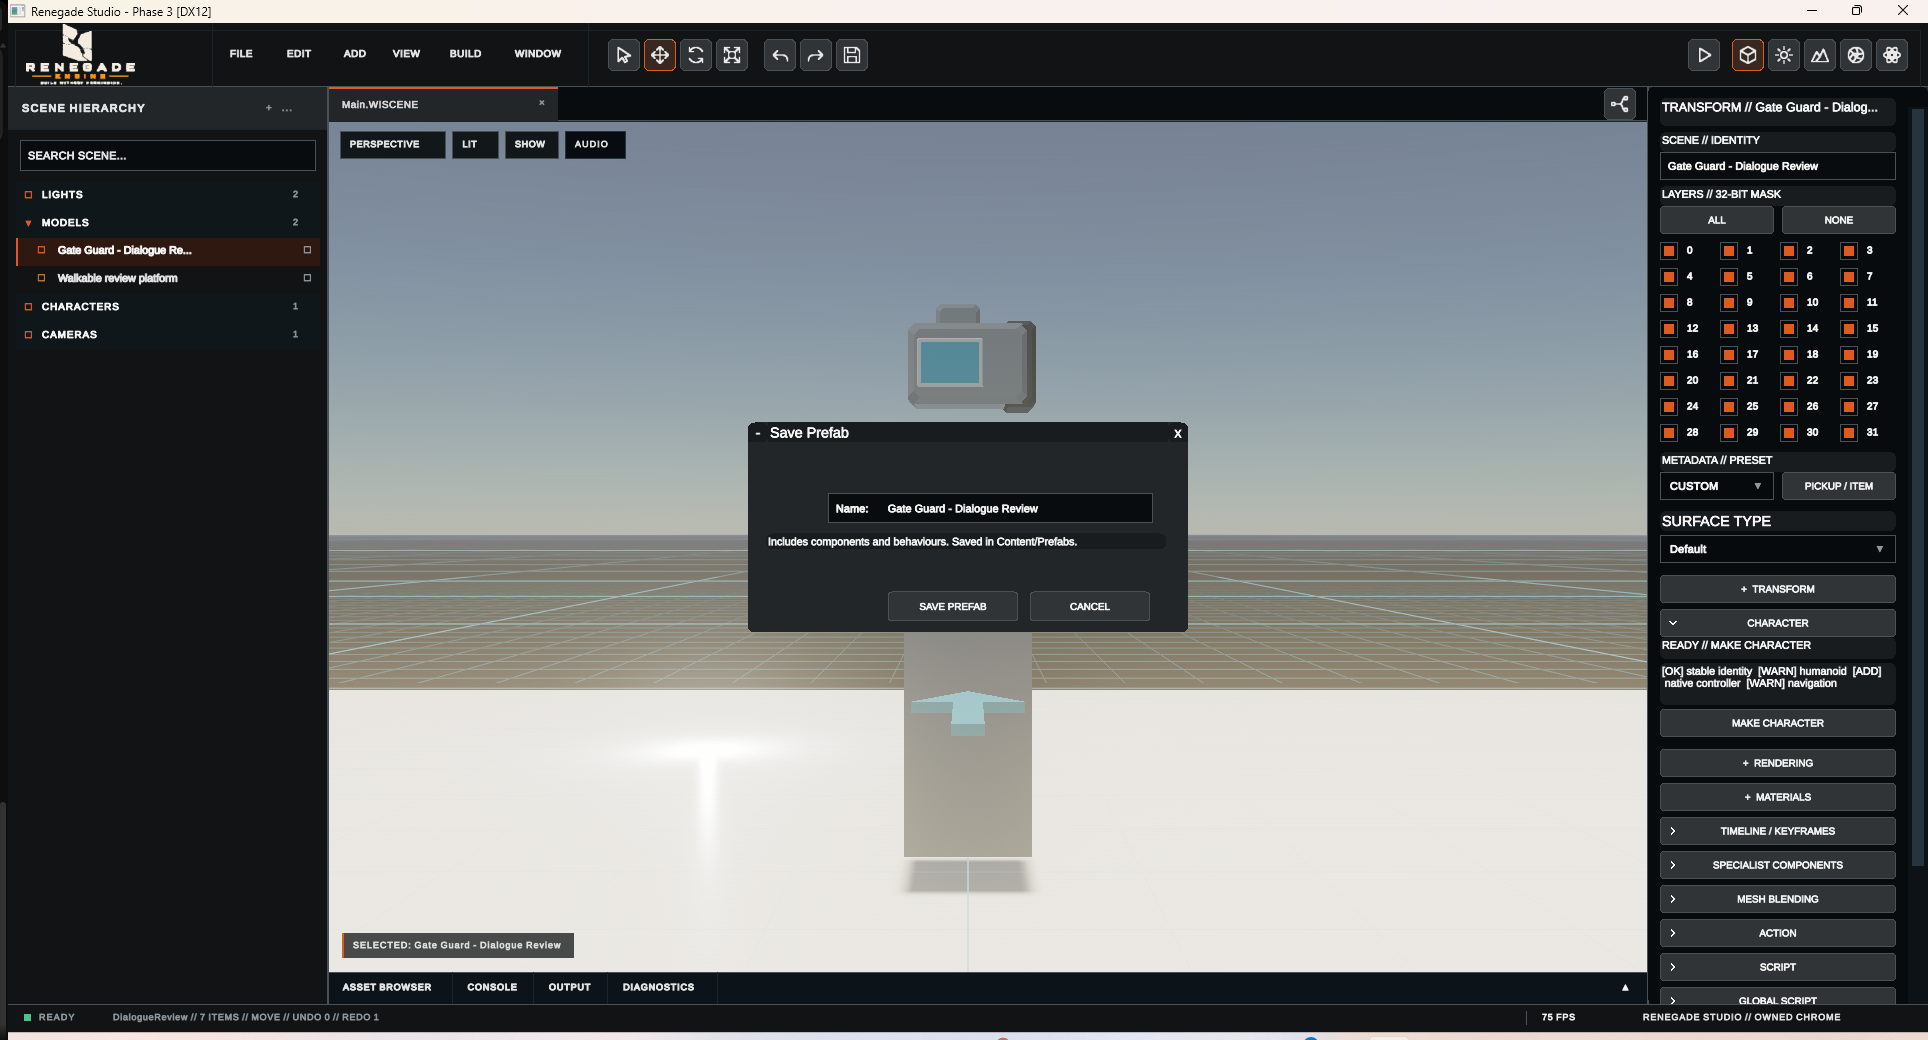 Renegade Studio - Phase 3 [DX12]
RENEGADE
ENGINE
BUILD WITHOUT PERMISSION.
FILE EDIT ADD VIEW BUILD WINDOW
SCENE HIERARCHY + ...
SEARCH SCENE...
LIGHTS 2
MODELS 2
Gate Guard - Dialogue Re...
Walkable review platform
CHARACTERS 1
CAMERAS 1
Main.WISCENE ×
PERSPECTIVE LIT SHOW AUDIO
- Save Prefab X
Name: Gate Guard - Dialogue Review
Includes components and behaviours. Saved in Content/Prefabs.
SAVE PREFAB CANCEL
SELECTED: Gate Guard - Dialogue Review
ASSET BROWSER CONSOLE OUTPUT DIAGNOSTICS
TRANSFORM // Gate Guard - Dialog...
SCENE // IDENTITY
Gate Guard - Dialogue Review
LAYERS // 32-BIT MASK
ALL NONE
0 1 2 3
4 5 6 7
8 9 10 11
12 13 14 15
16 17 18 19
20 21 22 23
24 25 26 27
28 29 30 31
METADATA // PRESET
CUSTOM PICKUP / ITEM
SURFACE TYPE
Default
+ TRANSFORM
CHARACTER
READY // MAKE CHARACTER
[OK] stable identity [WARN] humanoid [ADD]
native controller [WARN] navigation
MAKE CHARACTER
+ RENDERING
+ MATERIALS
TIMELINE / KEYFRAMES
SPECIALIST COMPONENTS
MESH BLENDING
ACTION
SCRIPT
GLOBAL SCRIPT
READY DialogueReview // 7 ITEMS // MOVE // UNDO 0 // REDO 1 75 FPS RENEGADE STUDIO // OWNED CHROME